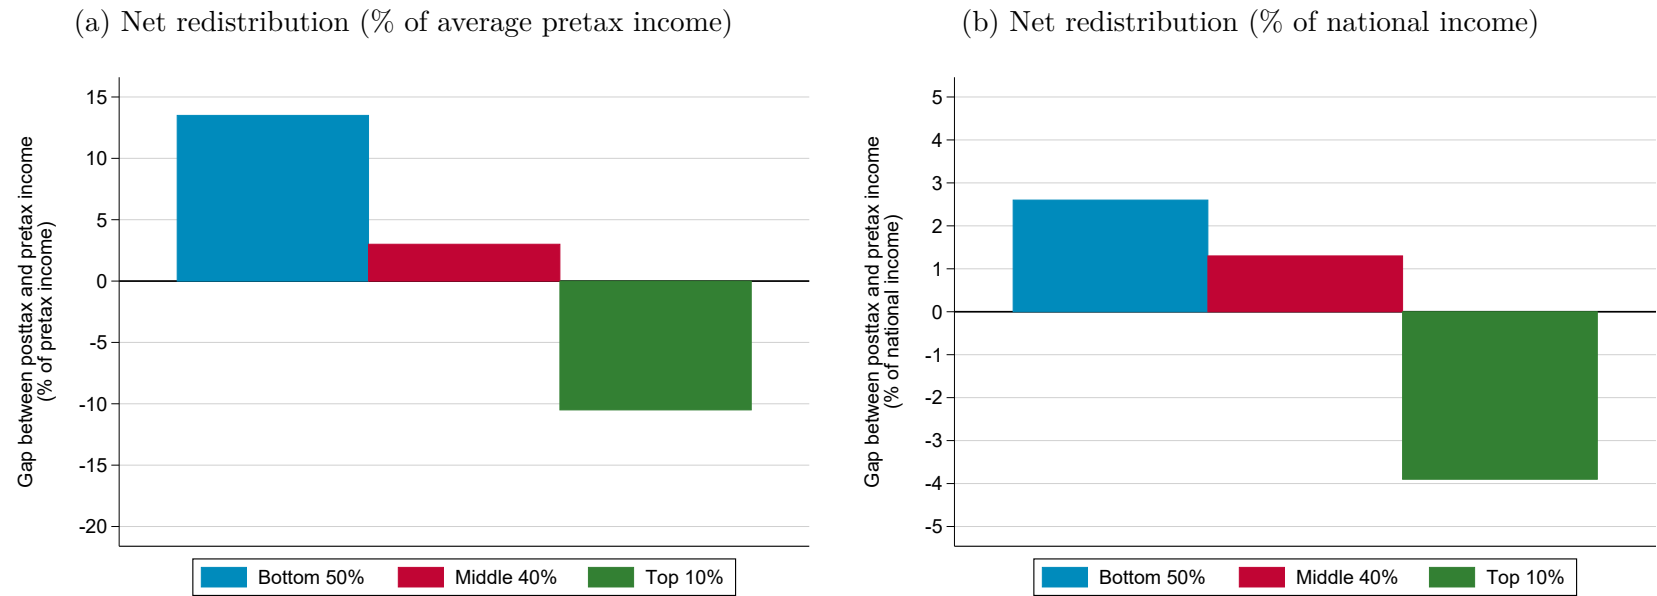 (a) Net redistribution (% of average pretax income)
Gap between posttax and pretax income
(% of pretax income)
15
10
5
0
-5
-10
-15
-20
Bottom 50% Middle 40% Top 10%
(b) Net redistribution (% of national income)
Gap between posttax and pretax income
(% of national income)
5
4
3
2
1
0
-1
-2
-3
-4
-5
Bottom 50% Middle 40% Top 10%